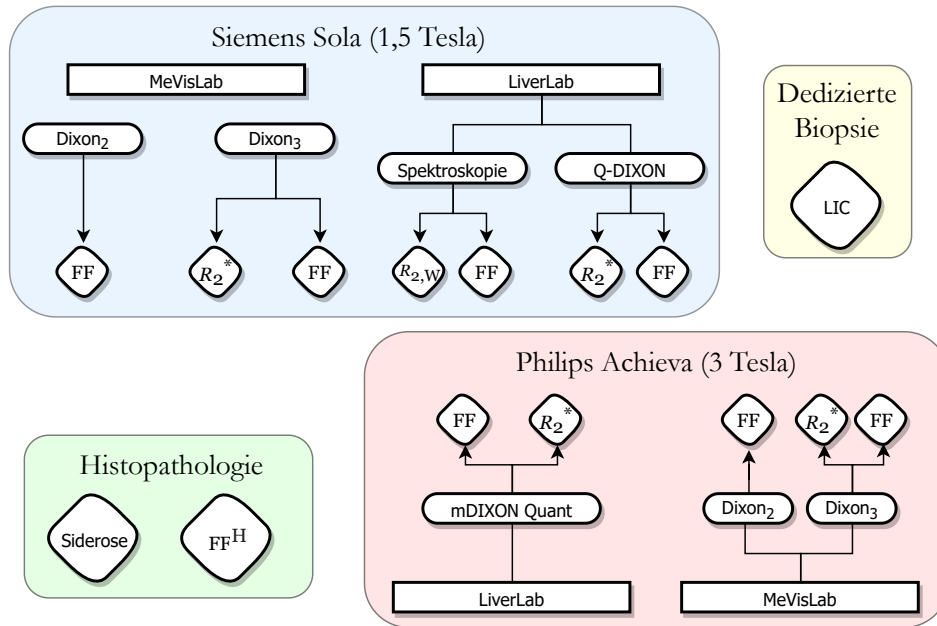 Siemens Sola (1,5 Tesla)
MeVisLab
LiverLab
Dixon₂
Dixon₃
Spektroskopie
Q-DIXON
FF
R₂*
FF
R₂,W
FF
R₂*
FF
Dedizierte
Biopsie
LIC
Philips Achieva (3 Tesla)
FF
R₂*
FF
R₂*
FF
mDIXON Quant
Dixon₂
Dixon₃
LiverLab
MeVisLab
Histopathologie
Siderose
FFᴴ